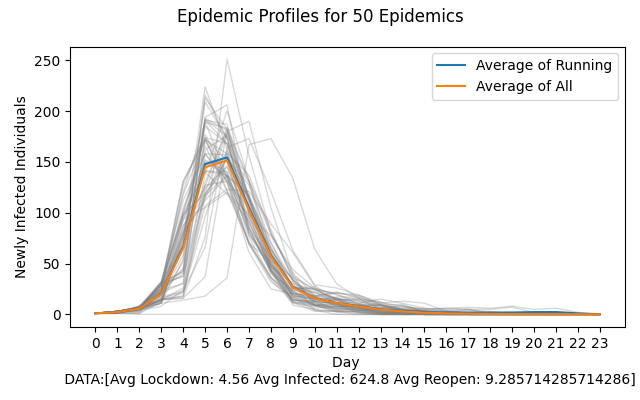 Epidemic Profiles for 50 Epidemics
250
200
150
100
50
0
Newly Infected Individuals
Average of Running
Average of All
0 1 2 3 4 5 6 7 8 9 10 11 12 13 14 15 16 17 18 19 20 21 22 23
Day
DATA:[Avg Lockdown: 4.56 Avg Infected: 624.8 Avg Reopen: 9.285714285714286]